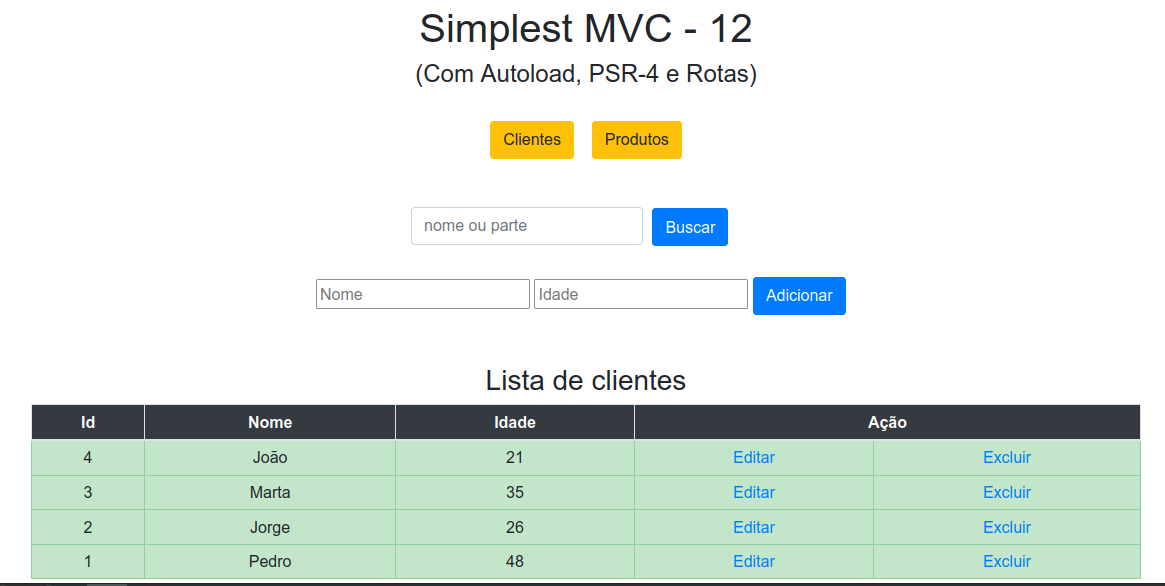 Simplest MVC - 12
(Com Autoload, PSR-4 e Rotas)
Clientes Produtos
nome ou parte Buscar
Nome Idade Adicionar
Lista de clientes
Id Nome Idade Ação
4 João 21 Editar Excluir
3 Marta 35 Editar Excluir
2 Jorge 26 Editar Excluir
1 Pedro 48 Editar Excluir